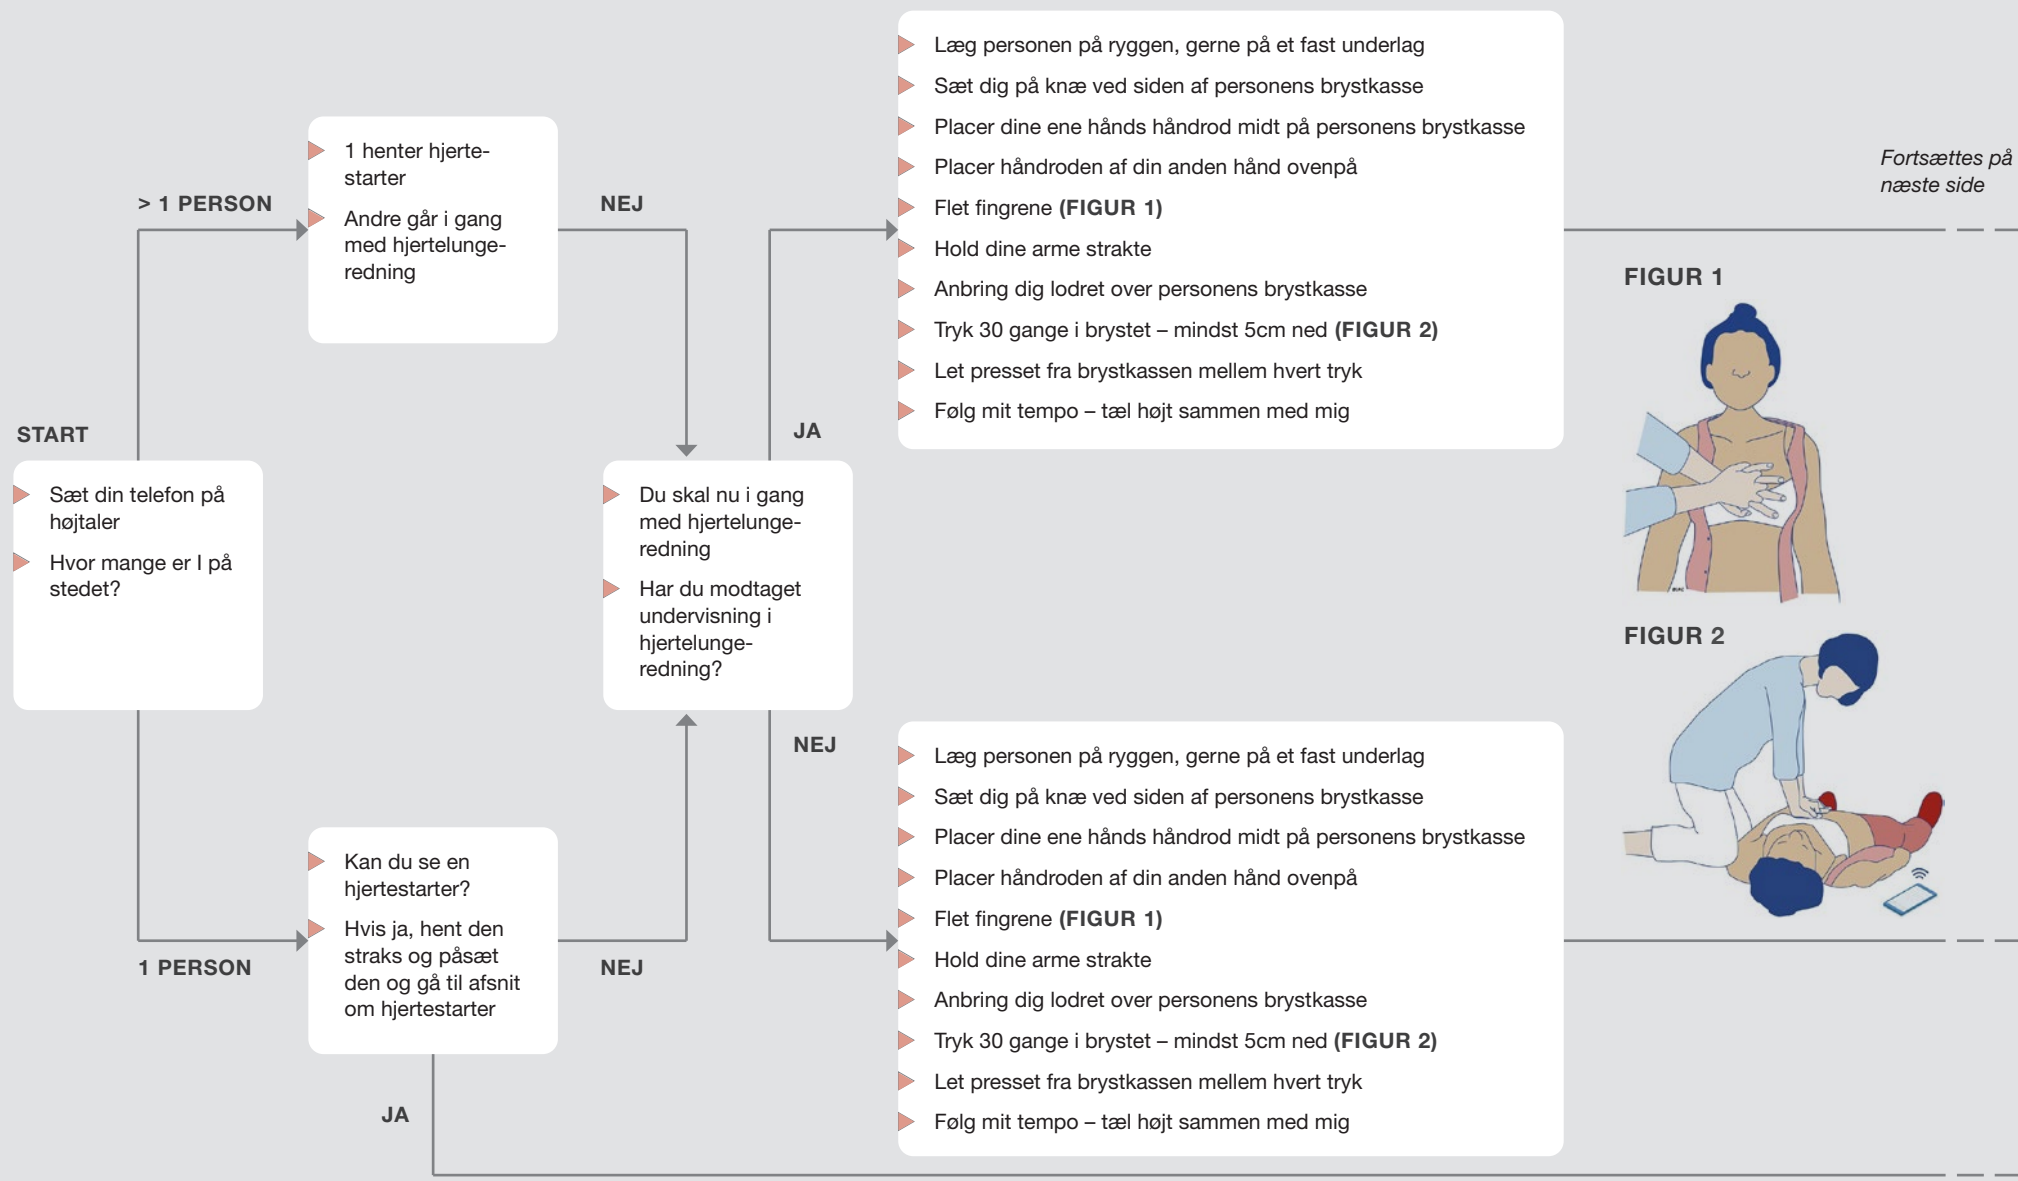 START
Sæt din telefon på
højtaler
Hvor mange er I på
stedet?
> 1 PERSON
1 henter hjerte-
starter
Andre går i gang
med hjertelunge-
redning
NEJ
1 PERSON
Kan du se en
hjertestarter?
Hvis ja, hent den
straks og påsæt
den og gå til afsnit
om hjertestarter
NEJ
JA
Du skal nu i gang
med hjertelunge-
redning
Har du modtaget
undervisning i
hjertelunge-
redning?
JA
Læg personen på ryggen, gerne på et fast underlag
Sæt dig på knæ ved siden af personens brystkasse
Placer dine ene hånds håndrod midt på personens brystkasse
Placer håndroden af din anden hånd ovenpå
Flet fingrene (FIGUR 1)
Hold dine arme strakte
Anbring dig lodret over personens brystkasse
Tryk 30 gange i brystet – mindst 5cm ned (FIGUR 2)
Let presset fra brystkassen mellem hvert tryk
Følg mit tempo – tæl højt sammen med mig
NEJ
Læg personen på ryggen, gerne på et fast underlag
Sæt dig på knæ ved siden af personens brystkasse
Placer dine ene hånds håndrod midt på personens brystkasse
Placer håndroden af din anden hånd ovenpå
Flet fingrene (FIGUR 1)
Hold dine arme strakte
Anbring dig lodret over personens brystkasse
Tryk 30 gange i brystet – mindst 5cm ned (FIGUR 2)
Let presset fra brystkassen mellem hvert tryk
Følg mit tempo – tæl højt sammen med mig
Fortsættes på
næste side
FIGUR 1
FIGUR 2